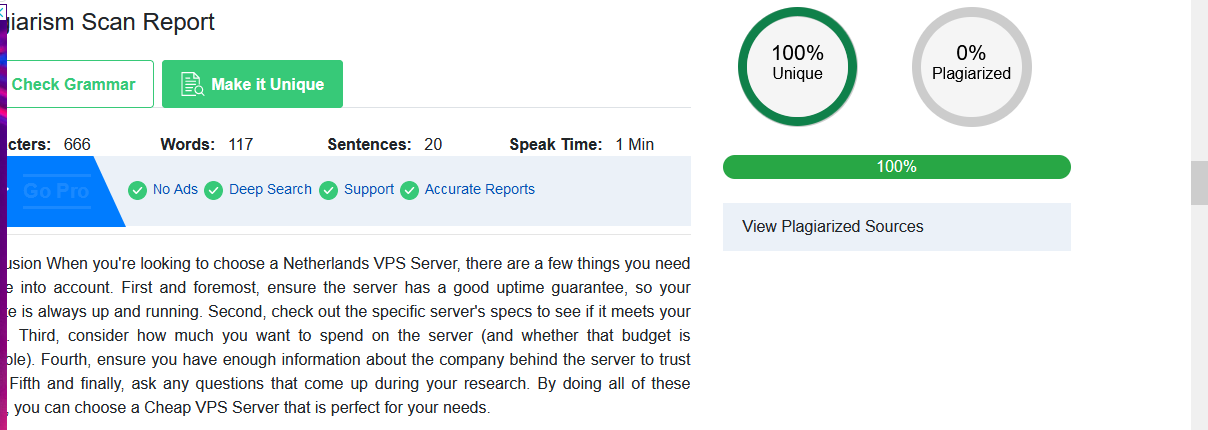 giarism Scan Report
100%
Unique
0%
Plagiarized
Check Grammar
Make it Unique
cters: 666 Words: 117 Sentences: 20 Speak Time: 1 Min
100%
Go Pro
No Ads Deep Search Support Accurate Reports
View Plagiarized Sources
usion When you're looking to choose a Netherlands VPS Server, there are a few things you need
e into account. First and foremost, ensure the server has a good uptime guarantee, so your
e is always up and running. Second, check out the specific server's specs to see if it meets your
. Third, consider how much you want to spend on the server (and whether that budget is
ble). Fourth, ensure you have enough information about the company behind the server to trust
Fifth and finally, ask any questions that come up during your research. By doing all of these
, you can choose a Cheap VPS Server that is perfect for your needs.